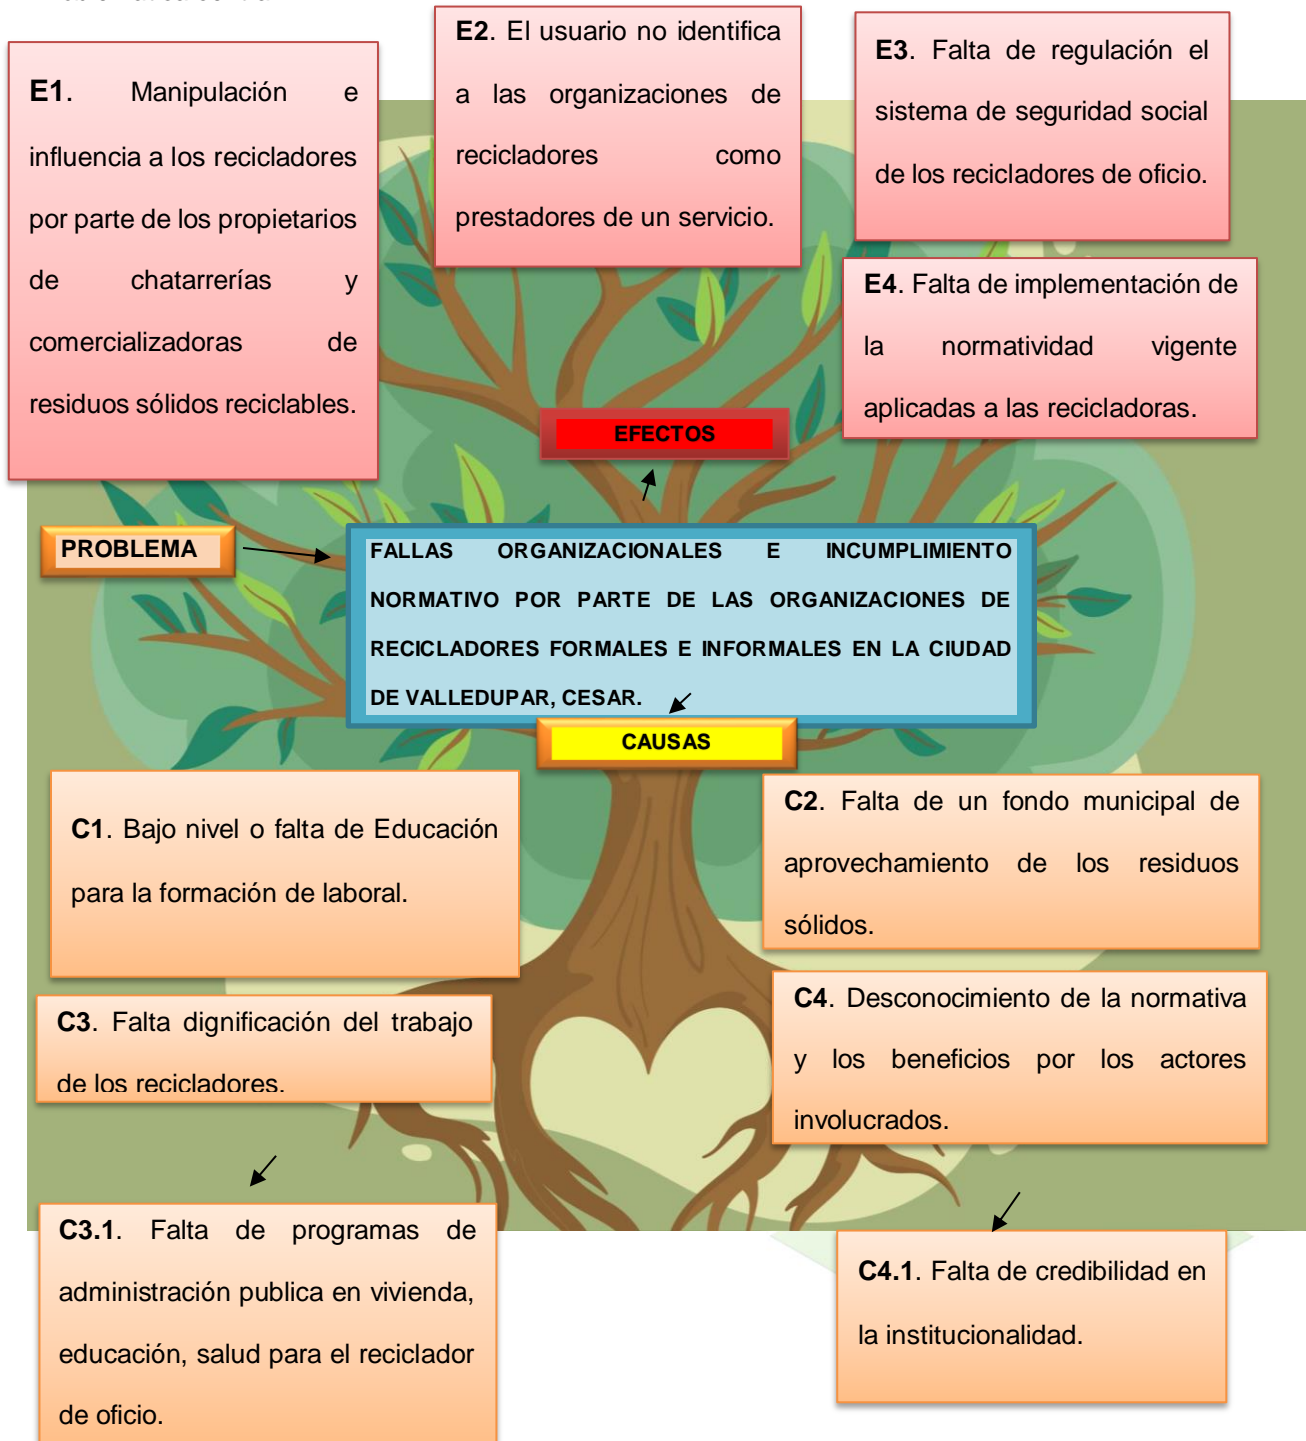 E1. Manipulación e
influencia a los recicladores
por parte de los propietarios
de chatarrerías y
comercializadoras de
residuos sólidos reciclables.
E2. El usuario no identifica
a las organizaciones de
recicladores como
prestadores de un servicio.
E3. Falta de regulación el
sistema de seguridad social
de los recicladores de oficio.
E4. Falta de implementación de
la normatividad vigente
aplicadas a las recicladoras.
EFECTOS
PROBLEMA
FALLAS ORGANIZACIONALES E INCUMPLIMIENTO
NORMATIVO POR PARTE DE LAS ORGANIZACIONES DE
RECICLADORES FORMALES E INFORMALES EN LA CIUDAD
DE VALLEDUPAR, CESAR.
CAUSAS
C1. Bajo nivel o falta de Educación
para la formación de laboral.
C2. Falta de un fondo municipal de
aprovechamiento de los residuos
sólidos.
C3. Falta dignificación del trabajo
de los recicladores.
C4. Desconocimiento de la normativa
y los beneficios por los actores
involucrados.
C3.1. Falta de programas de
administración publica en vivienda,
educación, salud para el reciclador
de oficio.
C4.1. Falta de credibilidad en
la institucionalidad.